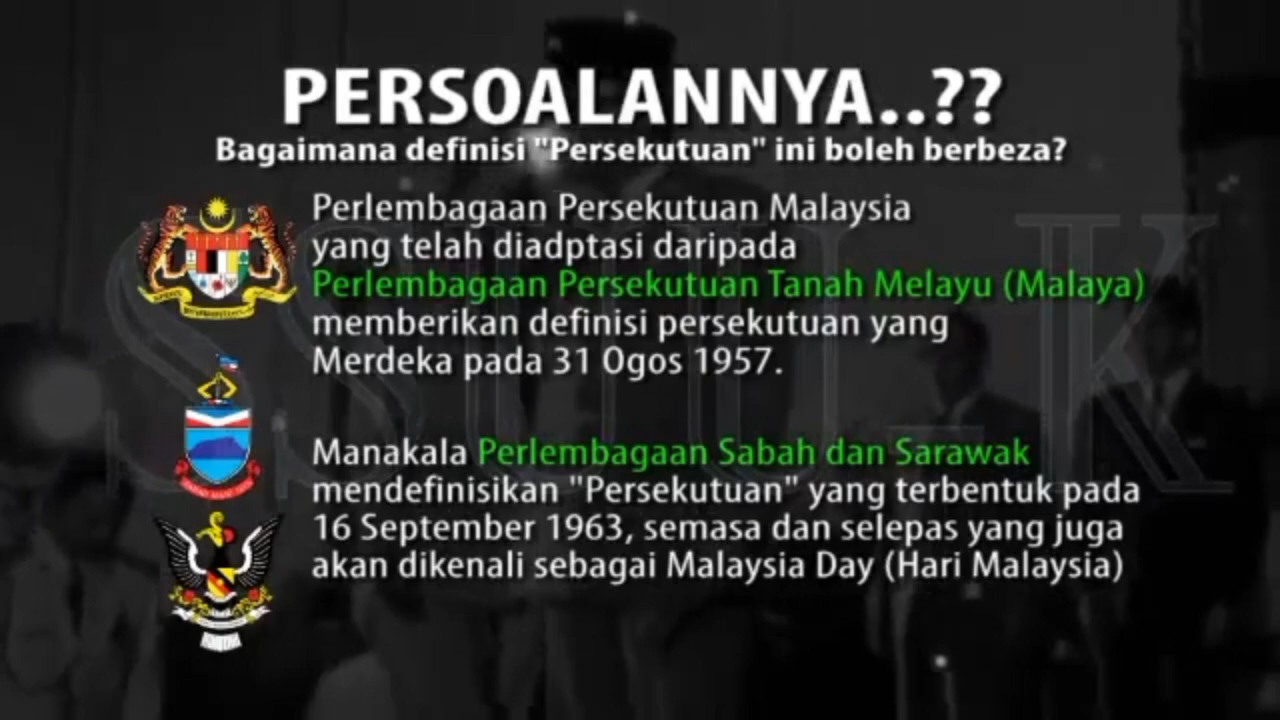 PERSOALANNYA..??
Bagaimana definisi "Persekutuan" ini boleh berbeza?
Perlembagaan Persekutuan Malaysia
yang telah diadptasi daripada
Perlembagaan Persekutuan Tanah Melayu (Malaya)
memberikan definisi persekutuan yang
Merdeka pada 31 Ogos 1957.
Manakala Perlembagaan Sabah dan Sarawak
mendefinisikan "Persekutuan" yang terbentuk pada
16 September 1963, semasa dan selepas yang juga
akan dikenali sebagai Malaysia Day (Hari Malaysia)